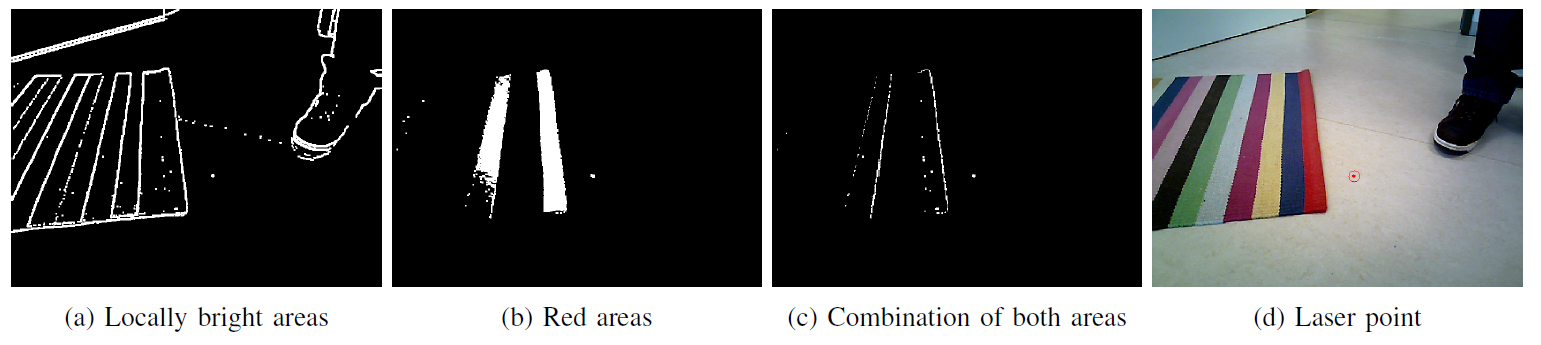 (a) Locally bright areas
(b) Red areas
(c) Combination of both areas
(d) Laser point